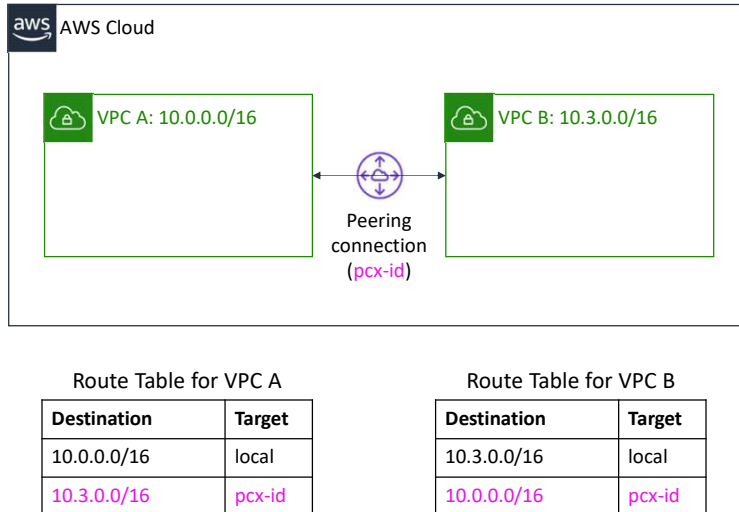 aws AWS Cloud
VPC A: 10.0.0.0/16
VPC B: 10.3.0.0/16
Peering
connection
(pcx-id)
Route Table for VPC A
Destination Target
10.0.0.0/16 local
10.3.0.0/16 pcx-id
Route Table for VPC B
Destination Target
10.3.0.0/16 local
10.0.0.0/16 pcx-id